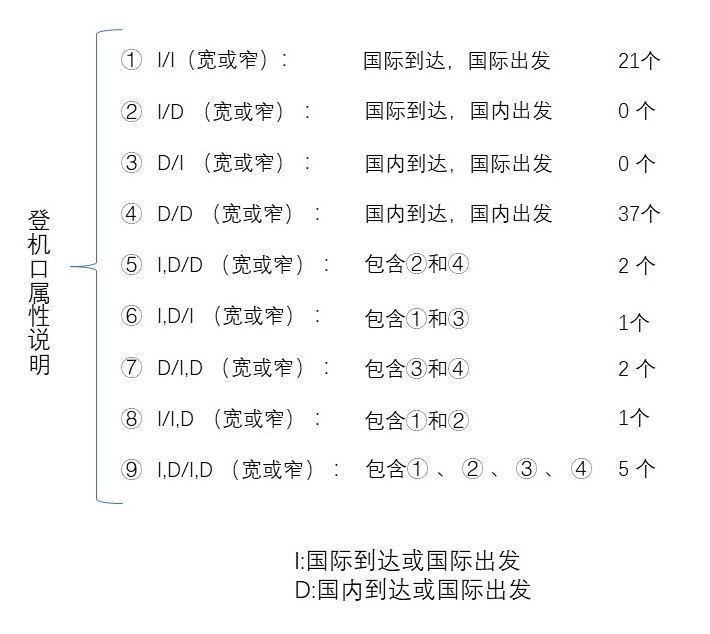 登机口属性说明
① I/I（宽或窄）: 国际到达，国际出发 21个
② I/D （宽或窄） : 国际到达，国内出发 0 个
③ D/I （宽或窄） : 国内到达，国际出发 0 个
④ D/D （宽或窄） : 国内到达，国内出发 37个
⑤ I,D/D （宽或窄） : 包含②和④ 2 个
⑥ I,D/I （宽或窄） : 包含①和③ 1个
⑦ D/I,D （宽或窄） : 包含③和④ 2 个
⑧ I/I,D （宽或窄） : 包含①和② 1个
⑨ I,D/I,D （宽或窄） : 包含① 、 ② 、 ③ 、 ④ 5 个
I:国际到达或国际出发
D:国内到达或国际出发